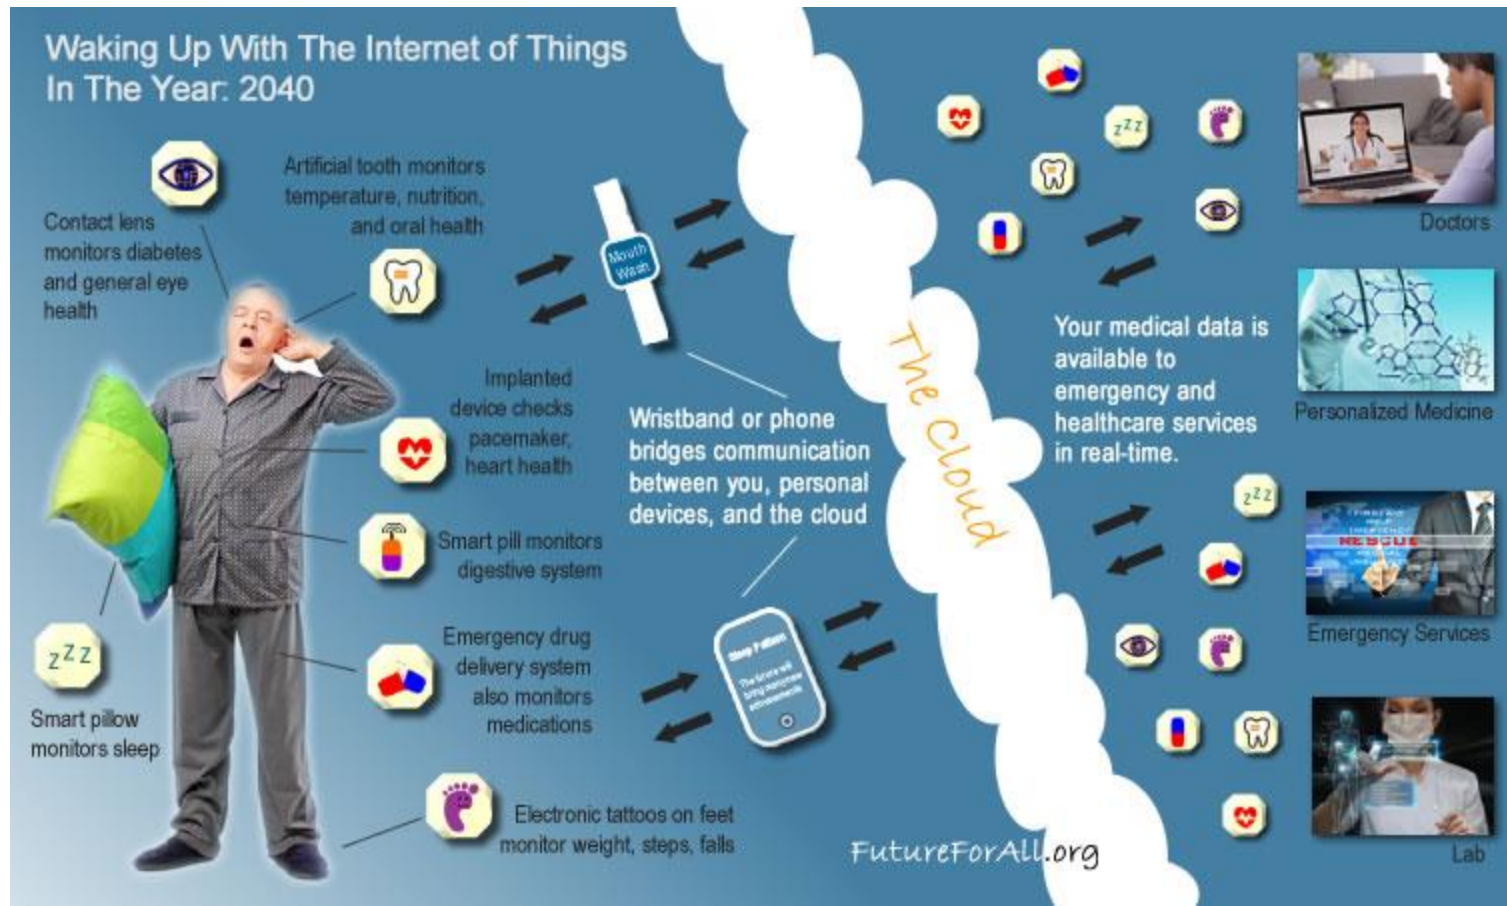 Waking Up With The Internet of Things
In The Year: 2040
Contact lens
monitors diabetes
and general eye
health
Artificial tooth monitors
temperature, nutrition,
and oral health
Implanted
device checks
pacemaker,
heart health
Smart pill monitors
digestive system
Emergency drug
delivery system
also monitors
medications
Electronic tattoos on feet
monitor weight, steps, falls
z z z
Smart pillow
monitors sleep
Mouth
Wash
Wristband or phone
bridges communication
between you, personal
devices, and the cloud
Sleep Pattern
The future will
The Cloud
z z z
Your medical data is
available to
emergency and
healthcare services
in real-time.
z z z
Doctors
Personalized Medicine
RESCUE
Emergency Services
Lab
FutureForAll.org